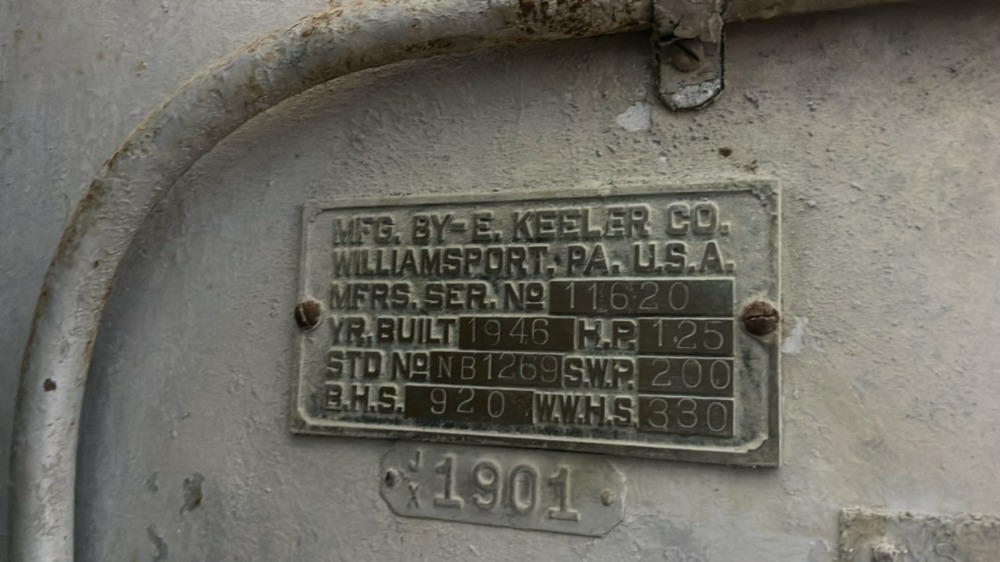 MFG. BY-E. KEELER CO.
WILLIAMSPORT, PA. U.S.A.
MFRS. SER. Nº 11620
YR. BUILT 1946 H.P. 125
STD Nº NB1269 S.W.P. 200
B.H.S. 920 W.W.H.S. 330
J
X 1901